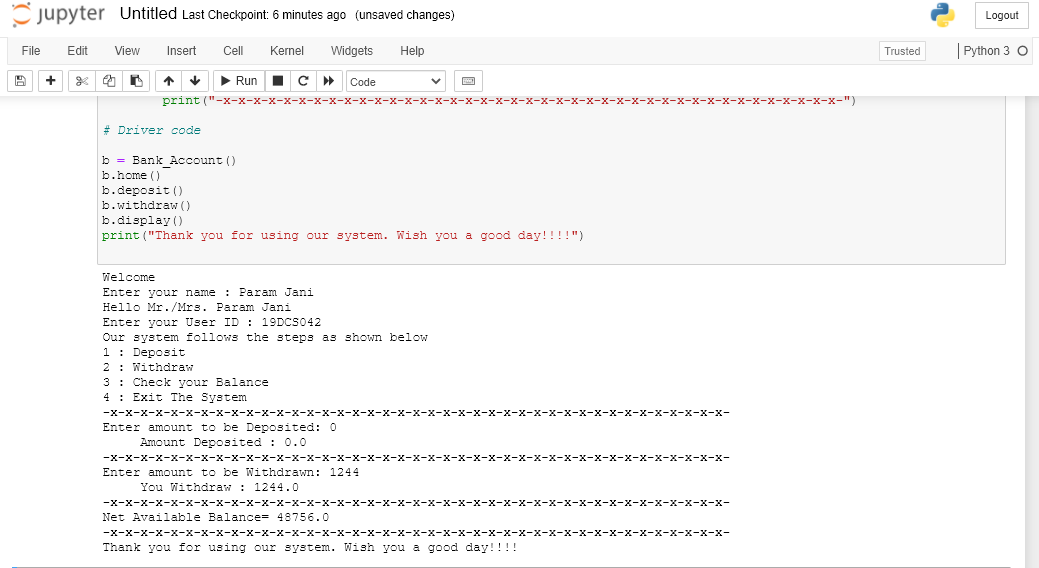 jupyter Untitled Last Checkpoint: 6 minutes ago (unsaved changes) Logout
File Edit View Insert Cell Kernel Widgets Help Trusted Python 3
Run Code
print("-x-x-x-x-x-x-x-x-x-x-x-x-x-x-x-x-x-x-x-x-x-x-x-x-x-x-x-x-x-x-x-x-x-x-x-x-x-x-x-x-x-")
# Driver code
b = Bank_Account()
b.home()
b.deposit()
b.withdraw()
b.display()
print("Thank you for using our system. Wish you a good day!!!!")
Welcome
Enter your name : Param Jani
Hello Mr./Mrs. Param Jani
Enter your User ID : 19DCS042
Our system follows the steps as shown below
1 : Deposit
2 : Withdraw
3 : Check your Balance
4 : Exit The System
-x-x-x-x-x-x-x-x-x-x-x-x-x-x-x-x-x-x-x-x-x-x-x-x-x-x-x-x-x-x-x-x-x-x-x-x-x-x-x-x-x-
Enter amount to be Deposited: 0
Amount Deposited : 0.0
-x-x-x-x-x-x-x-x-x-x-x-x-x-x-x-x-x-x-x-x-x-x-x-x-x-x-x-x-x-x-x-x-x-x-x-x-x-x-x-x-x-
Enter amount to be Withdrawn: 1244
You Withdraw : 1244.0
-x-x-x-x-x-x-x-x-x-x-x-x-x-x-x-x-x-x-x-x-x-x-x-x-x-x-x-x-x-x-x-x-x-x-x-x-x-x-x-x-x-
Net Available Balance= 48756.0
-x-x-x-x-x-x-x-x-x-x-x-x-x-x-x-x-x-x-x-x-x-x-x-x-x-x-x-x-x-x-x-x-x-x-x-x-x-x-x-x-x-
Thank you for using our system. Wish you a good day!!!!